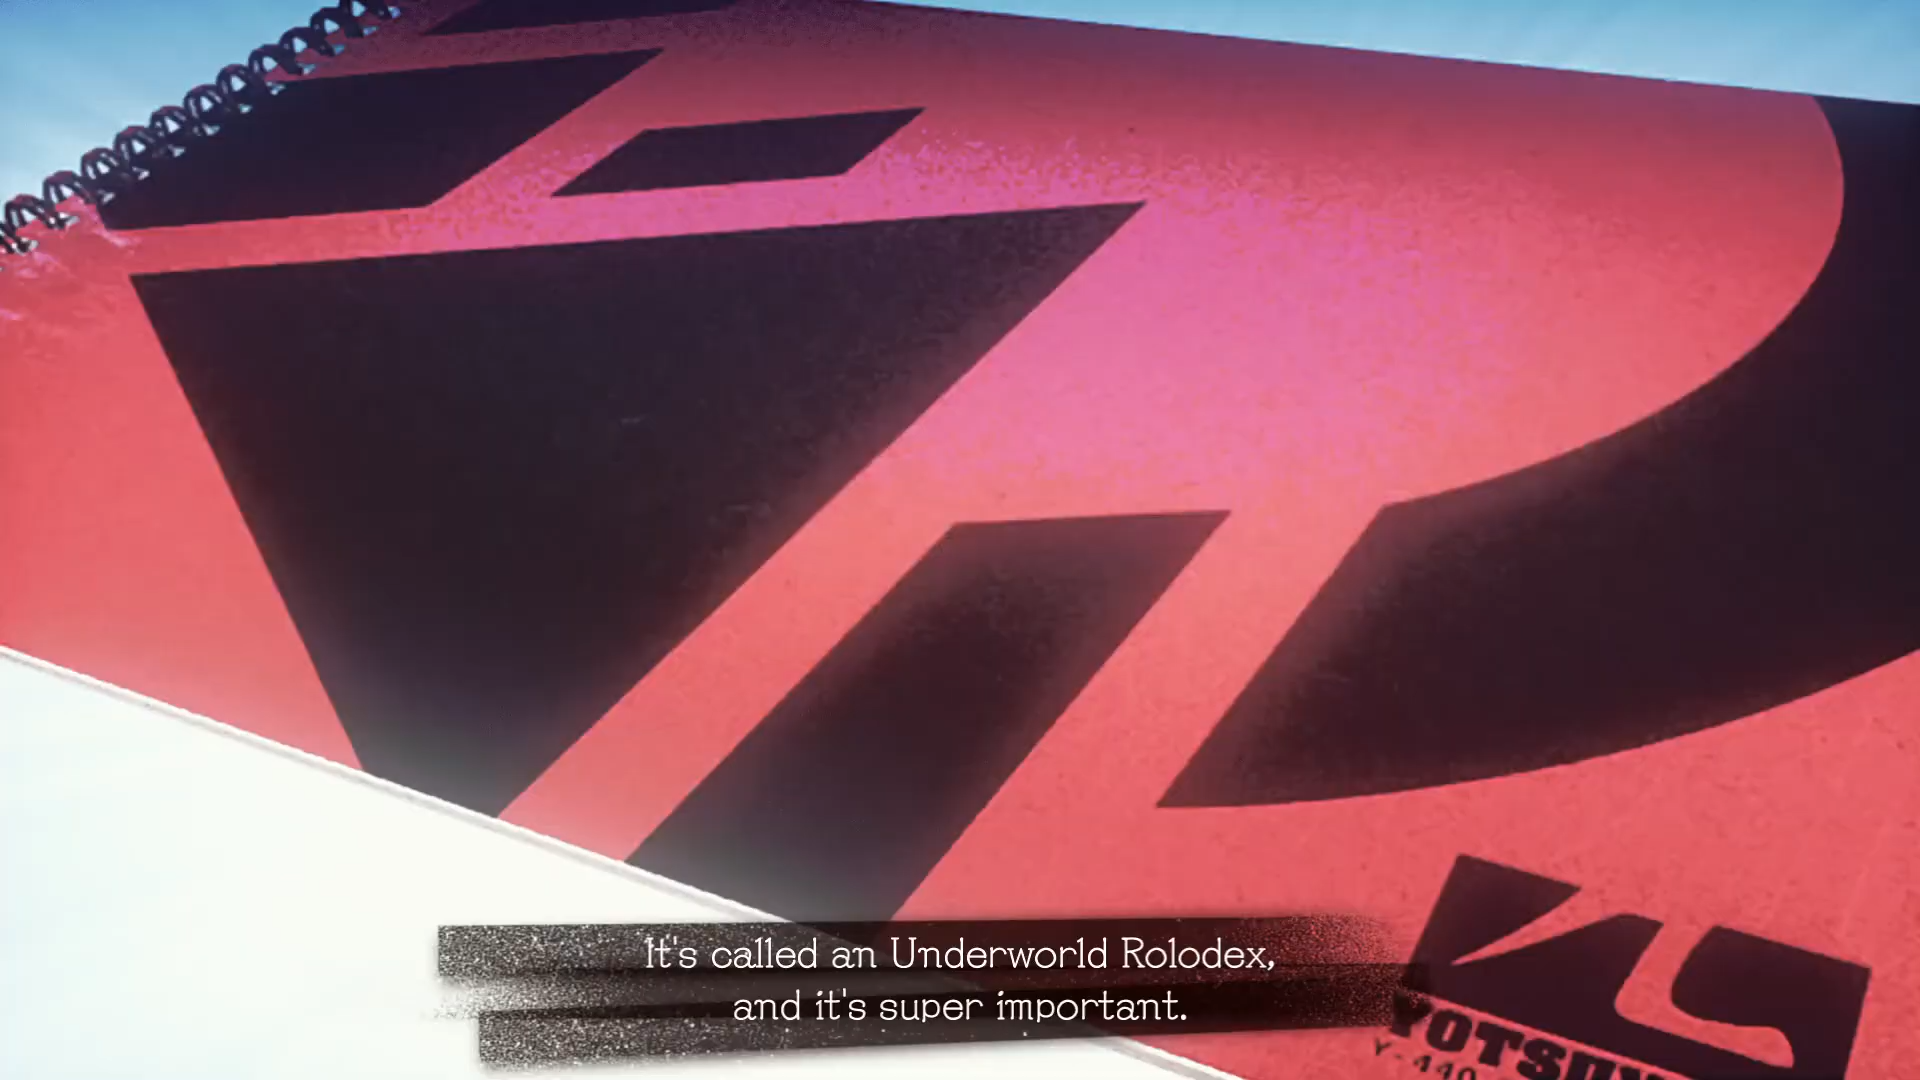 It's called an Underworld Rolodex,
and it's super important.